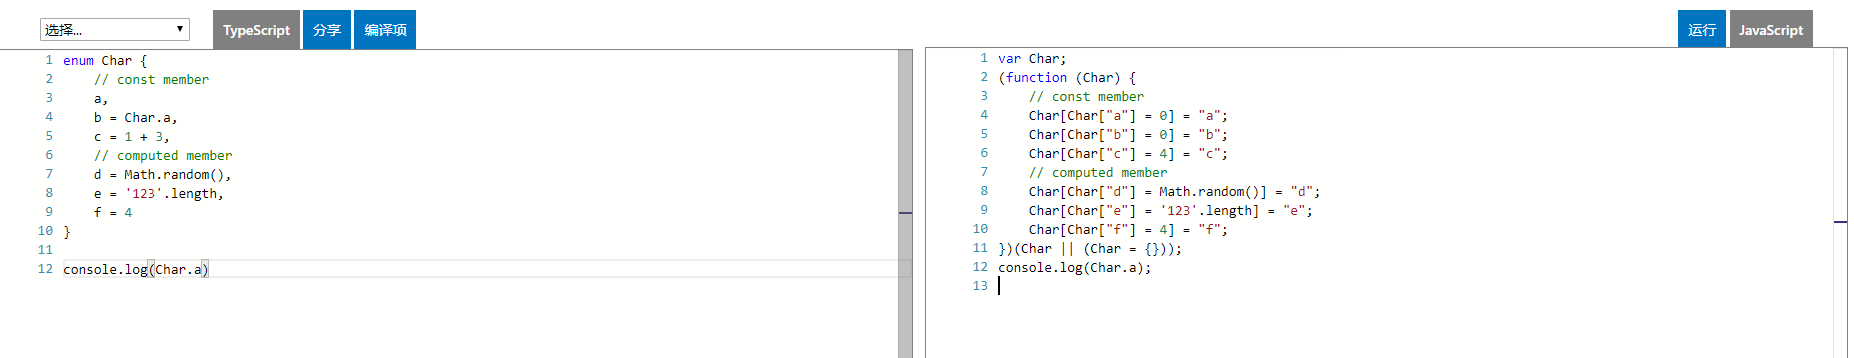 选择...
TypeScript 分享 编译项
1 enum Char {
2     // const member
3     a,
4     b = Char.a,
5     c = 1 + 3,
6     // computed member
7     d = Math.random(),
8     e = '123'.length,
9     f = 4
10 }
11
12 console.log(Char.a)
运行 JavaScript
1 var Char;
2 (function (Char) {
3     // const member
4     Char[Char["a"] = 0] = "a";
5     Char[Char["b"] = 0] = "b";
6     Char[Char["c"] = 4] = "c";
7     // computed member
8     Char[Char["d"] = Math.random()] = "d";
9     Char[Char["e"] = '123'.length] = "e";
10     Char[Char["f"] = 4] = "f";
11 })(Char || (Char = {}));
12 console.log(Char.a);
13